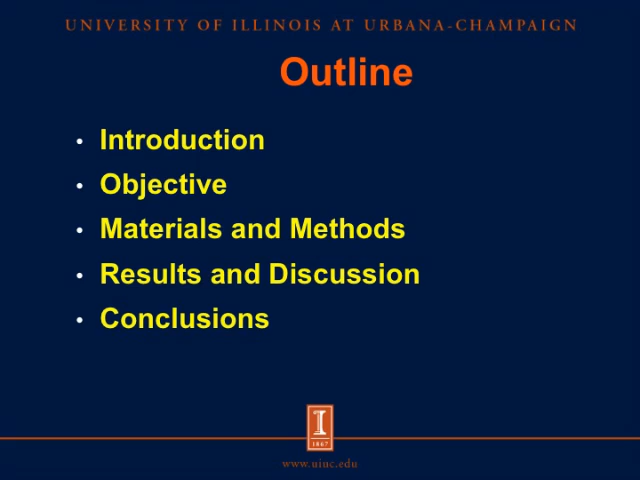 UNIVERSITY OF ILLINOIS AT URBANA-CHAMPAIGN
Outline
• Introduction
• Objective
• Materials and Methods
• Results and Discussion
• Conclusions
I
1867
www.uiuc.edu